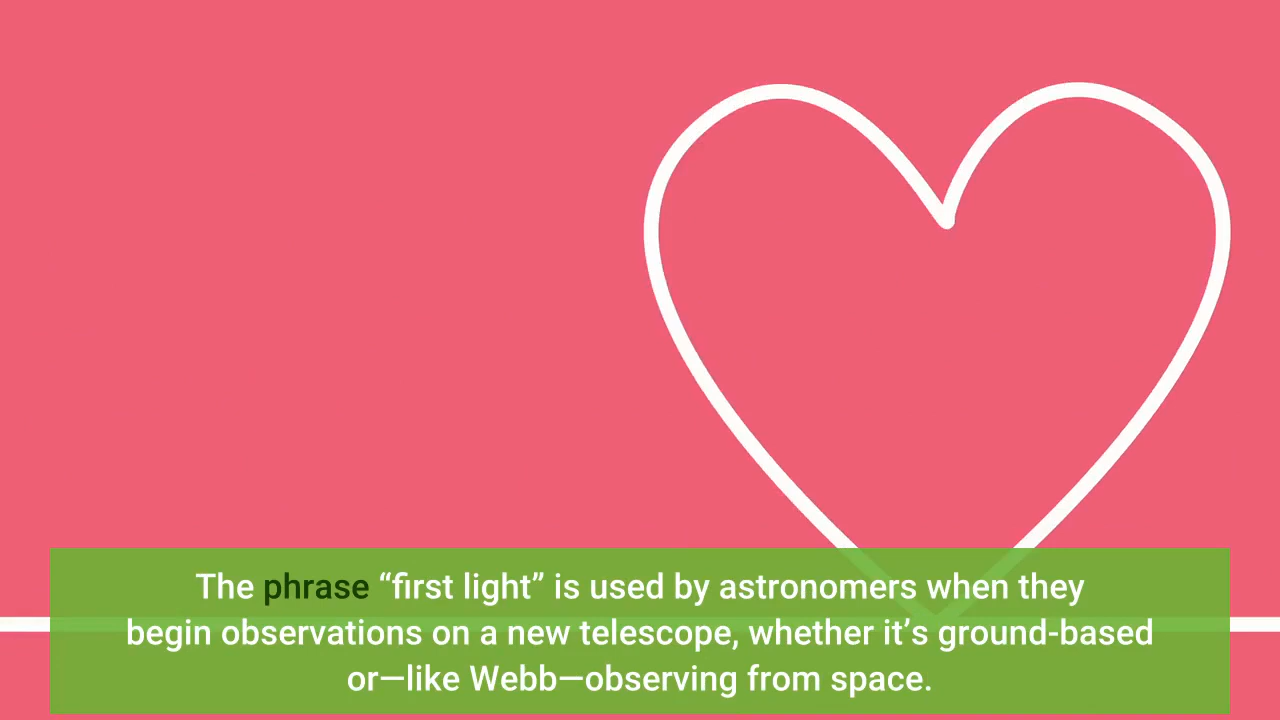 The phrase “first light” is used by astronomers when they
begin observations on a new telescope, whether it’s ground-based
or—like Webb—observing from space.